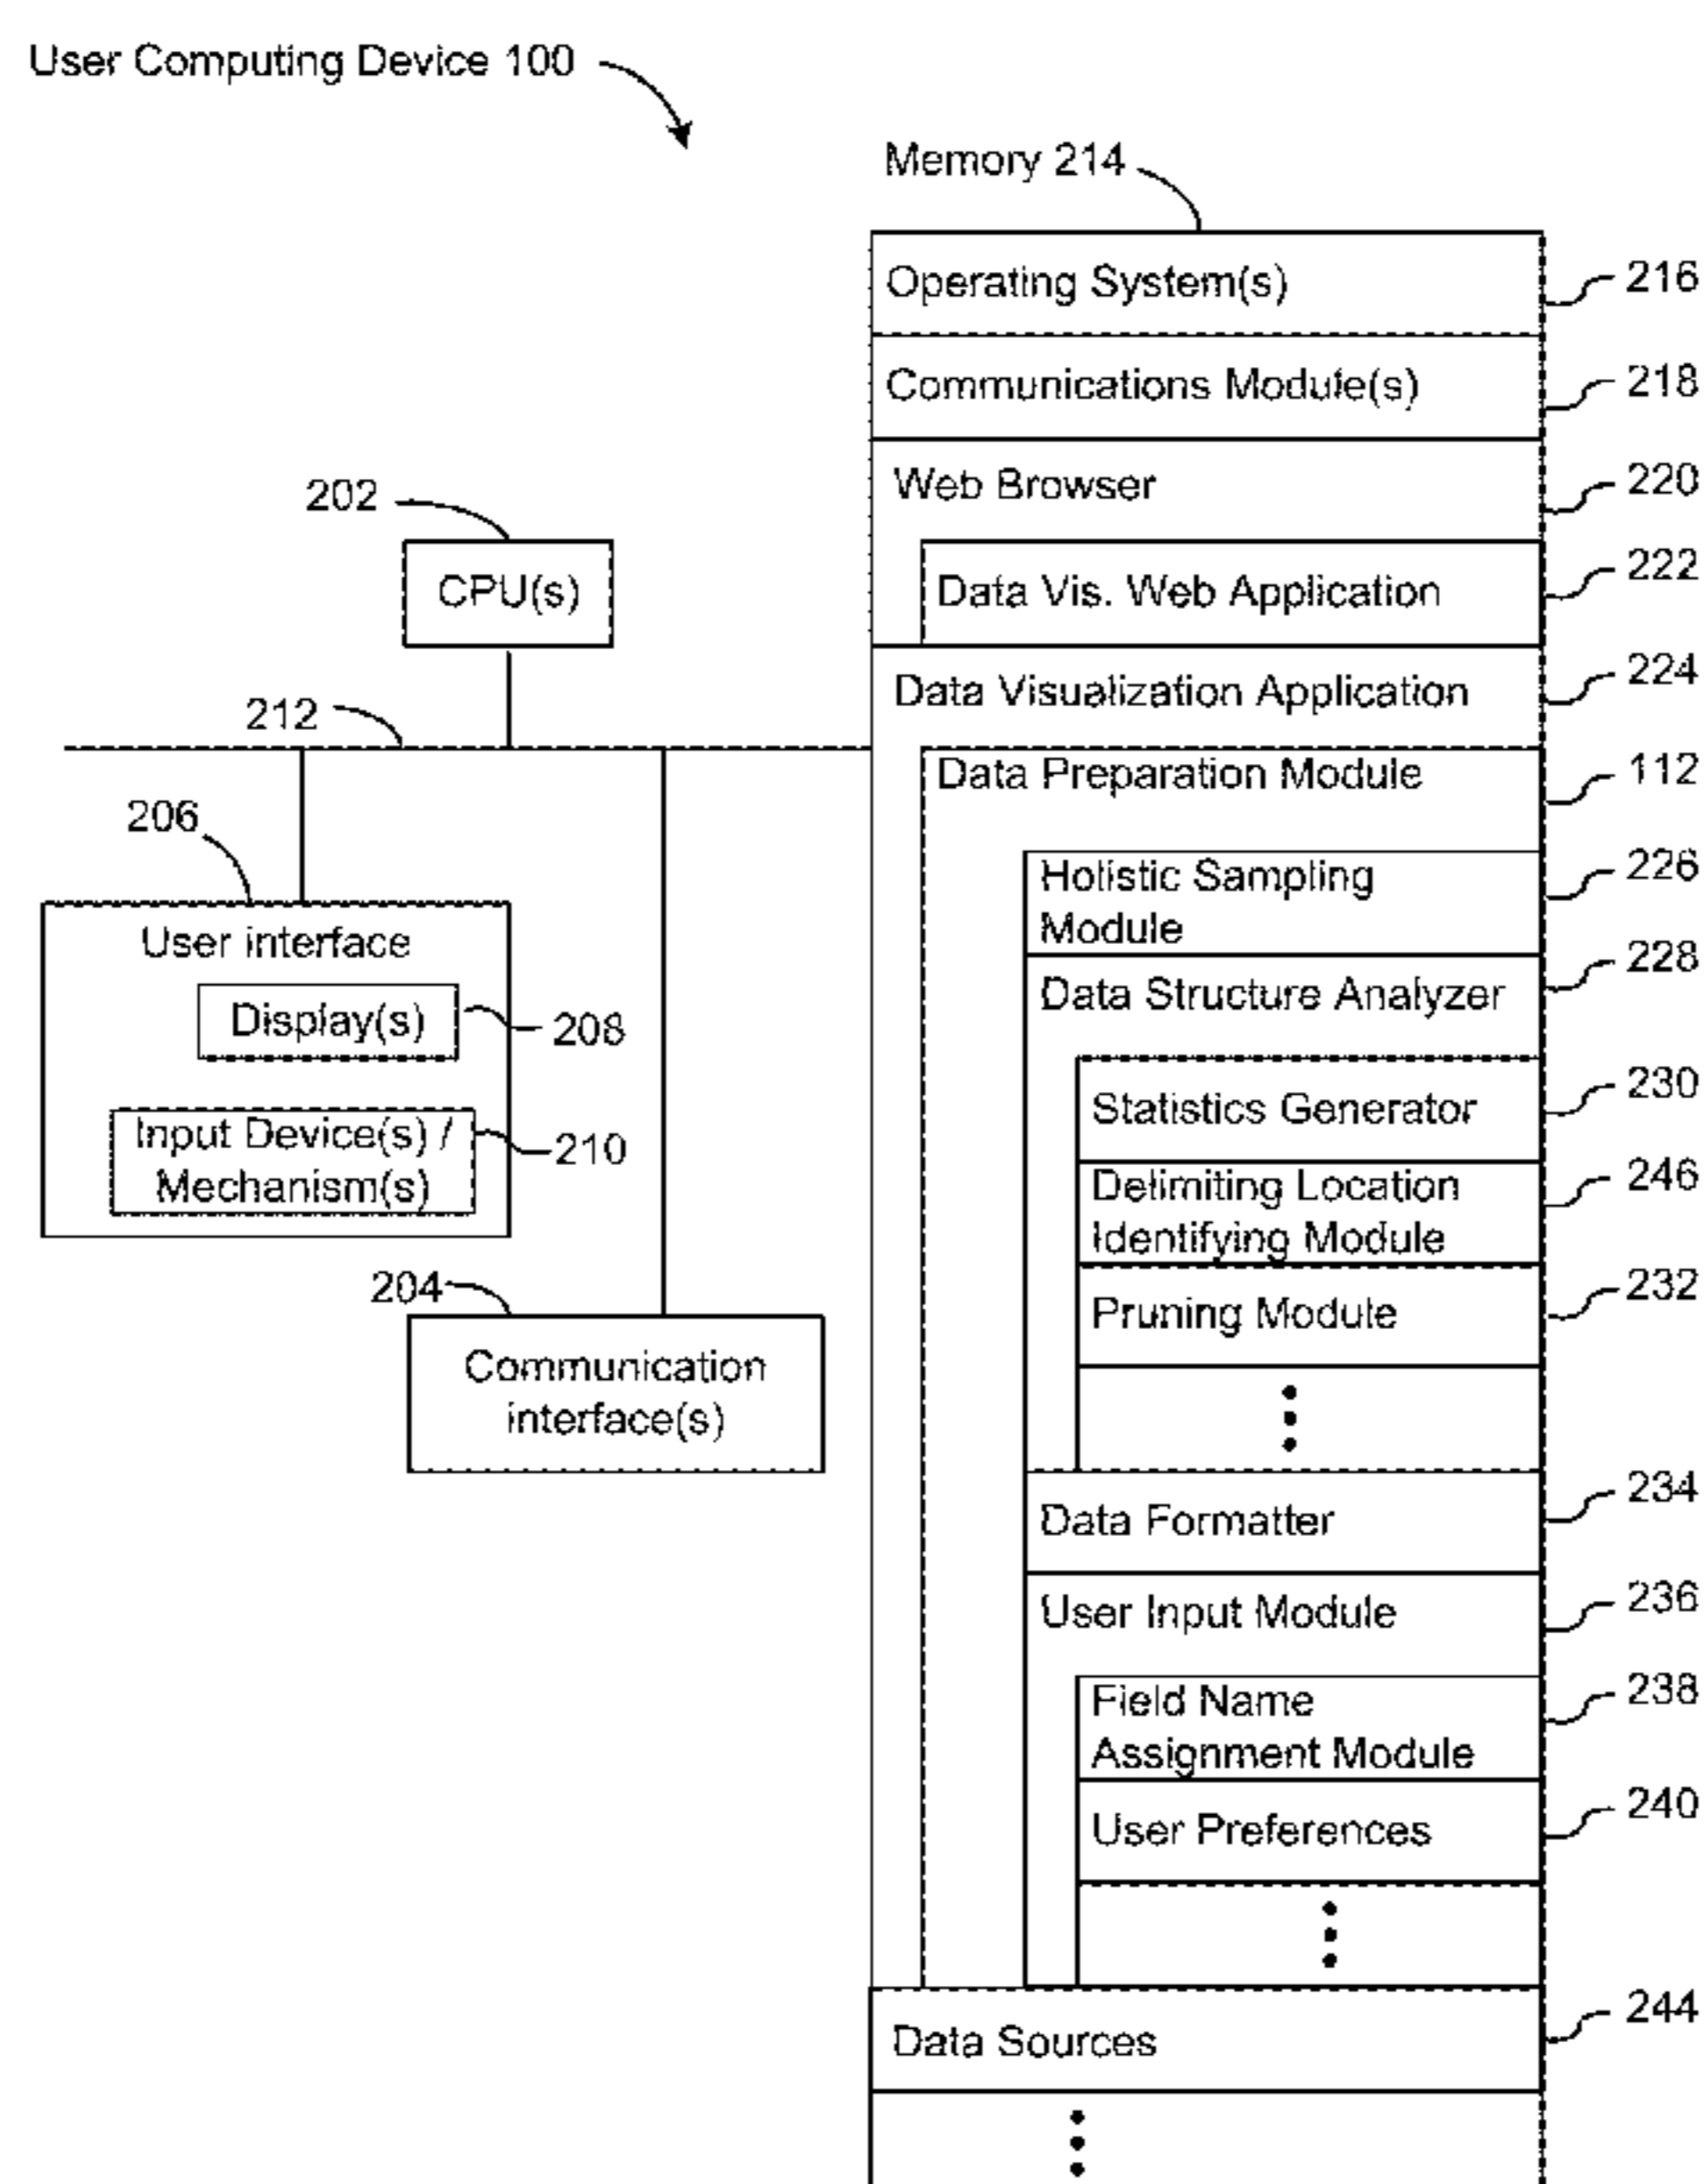 User Computing Device 100
Memory 214
Operating System(s)
216
Communications Module(s)
218
Web Browser
220
202
CPU(s)
Data Vis. Web Application
222
Data Visualization Application
224
212
Data Preparation Module
112
206
Holistic Sampling
Module
226
User interface
Data Structure Analyzer
228
Display(s)
208
Statistics Generator
230
Input Device(s) /
Mechanism(s)
210
Delimiting Location
Identifying Module
246
204
Pruning Module
232
Communication
interface(s)
Data Formatter
234
User Input Module
236
Field Name
Assignment Module
238
User Preferences
240
Data Sources
244